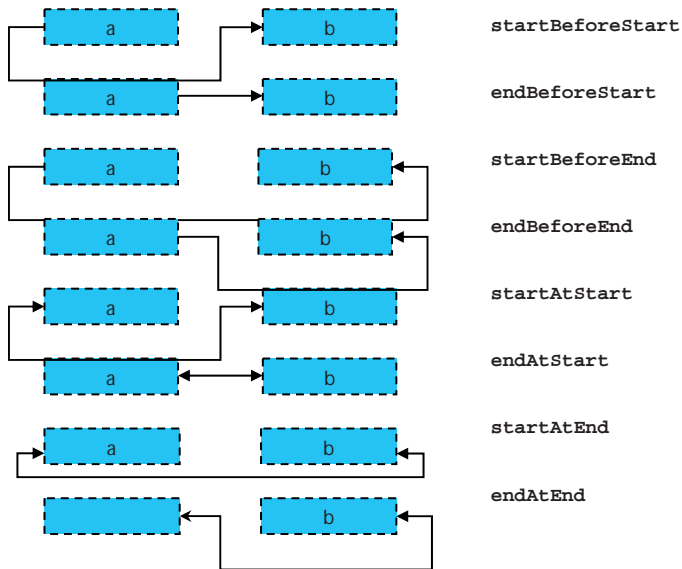 a b startBeforeStart
a b endBeforeStart
a b startBeforeEnd
a b endBeforeEnd
a b startAtStart
a b endAtStart
a b startAtEnd
b endAtEnd